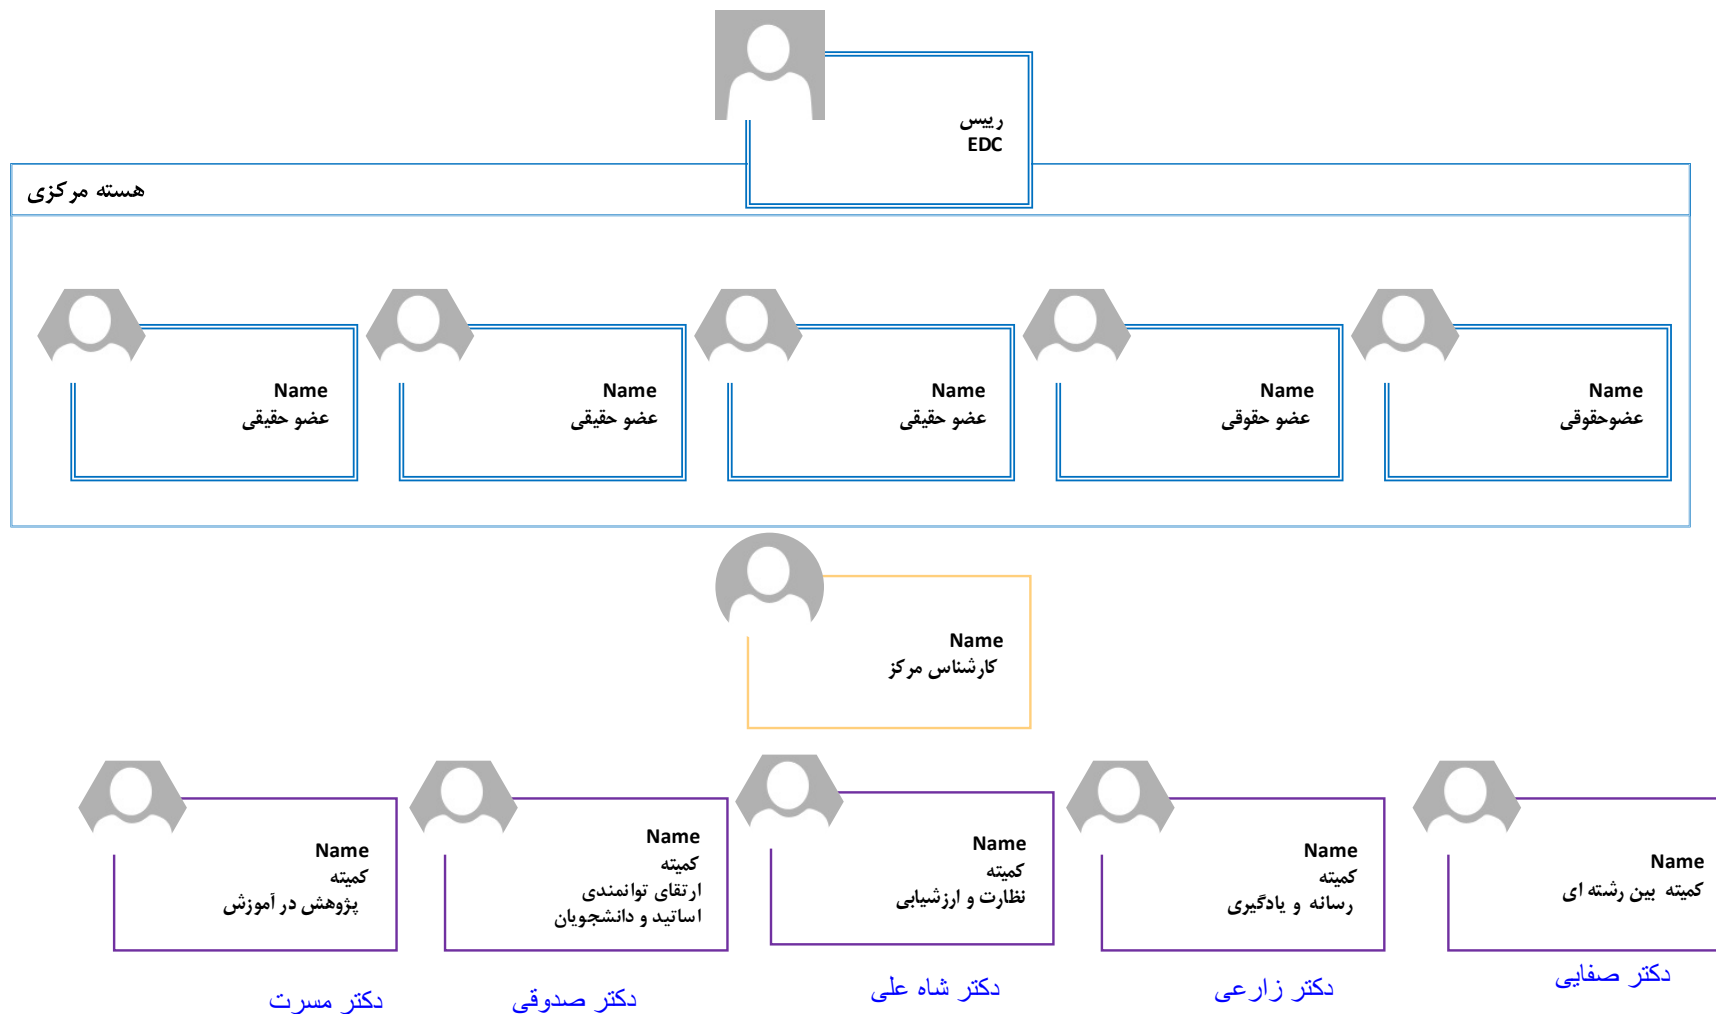 رییس
EDC
هسته مرکزی
Name
عضوحقوقی
Name
عضو حقوقی
Name
عضو حقیقی
Name
عضو حقیقی
Name
عضو حقیقی
Name
کارشناس مرکز
Name
کمیته بین رشته ای
Name
کمیته
رسانه و یادگیری
Name
کمیته
نظارت و ارزشیابی
Name
کمیته
ارتقای توانمندی
اساتید و دانشجویان
Name
کمیته
پژوهش در آموزش
دکتر صفایی
دکتر زارعی
دکتر شاه علی
دکتر صدوقی
دکتر مسرت